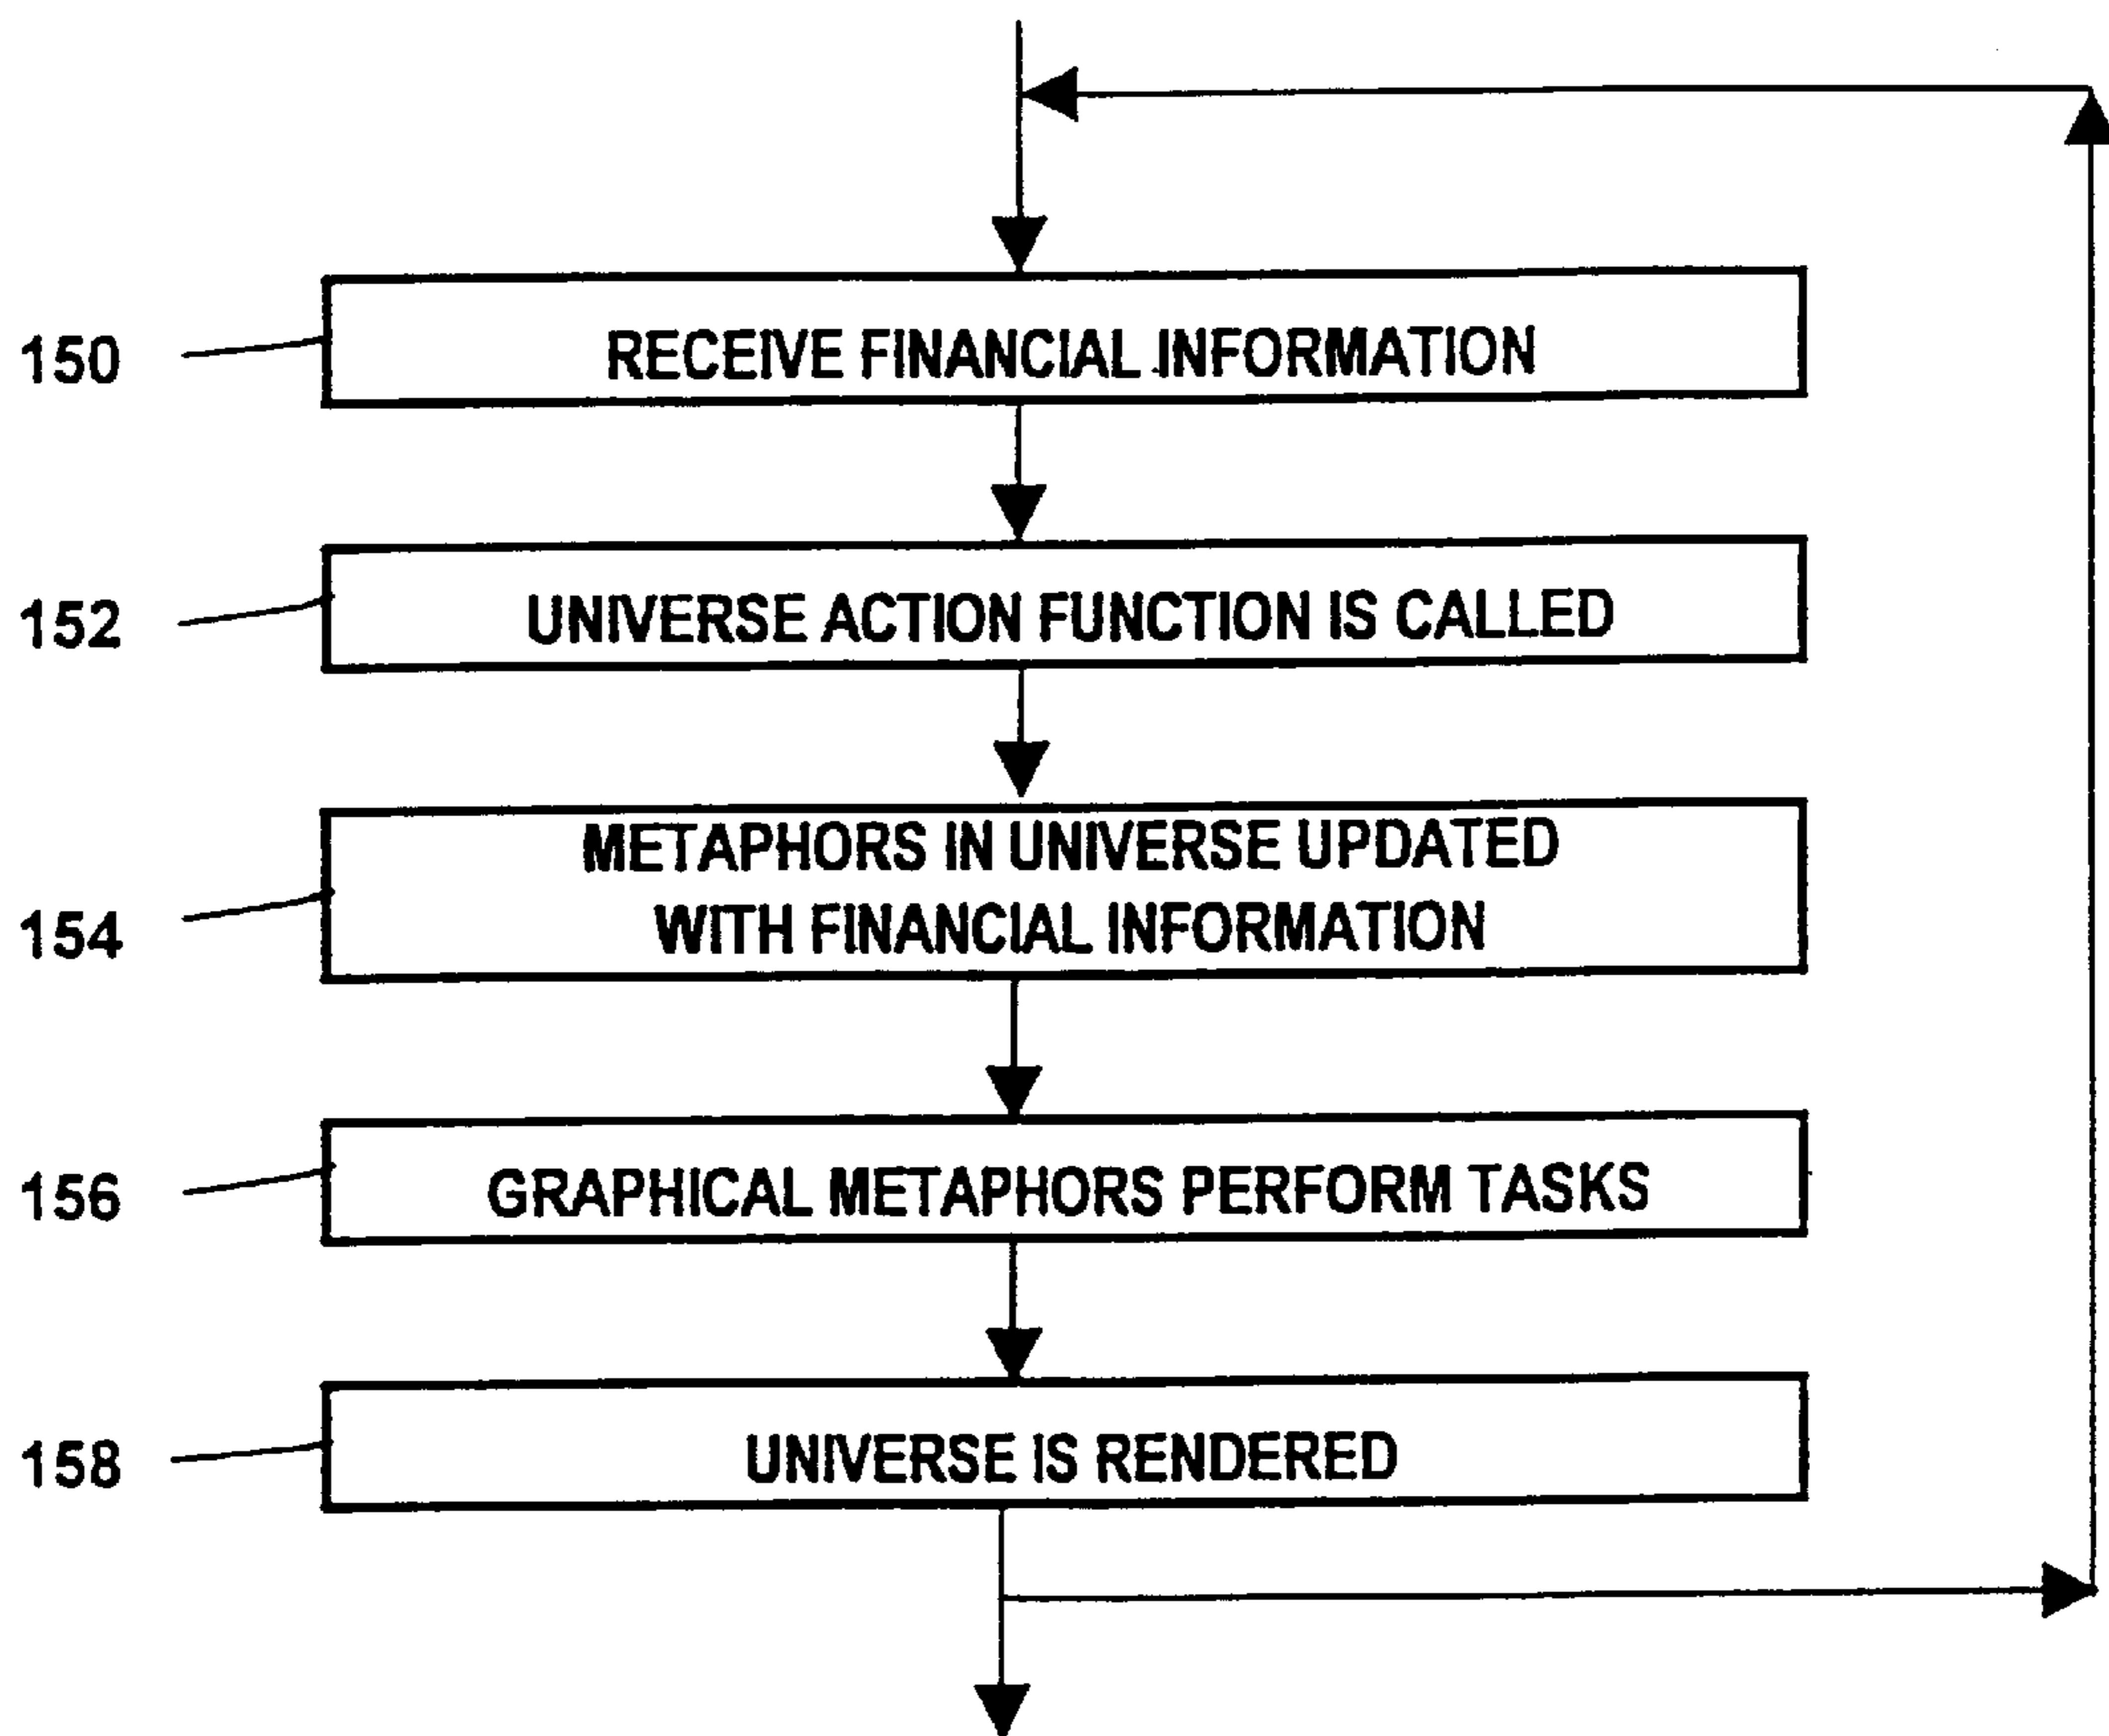 150
RECEIVE FINANCIAL INFORMATION
152
UNIVERSE ACTION FUNCTION IS CALLED
154
METAPHORS IN UNIVERSE UPDATED
WITH FINANCIAL INFORMATION
156
GRAPHICAL METAPHORS PERFORM TASKS
158
UNIVERSE IS RENDERED